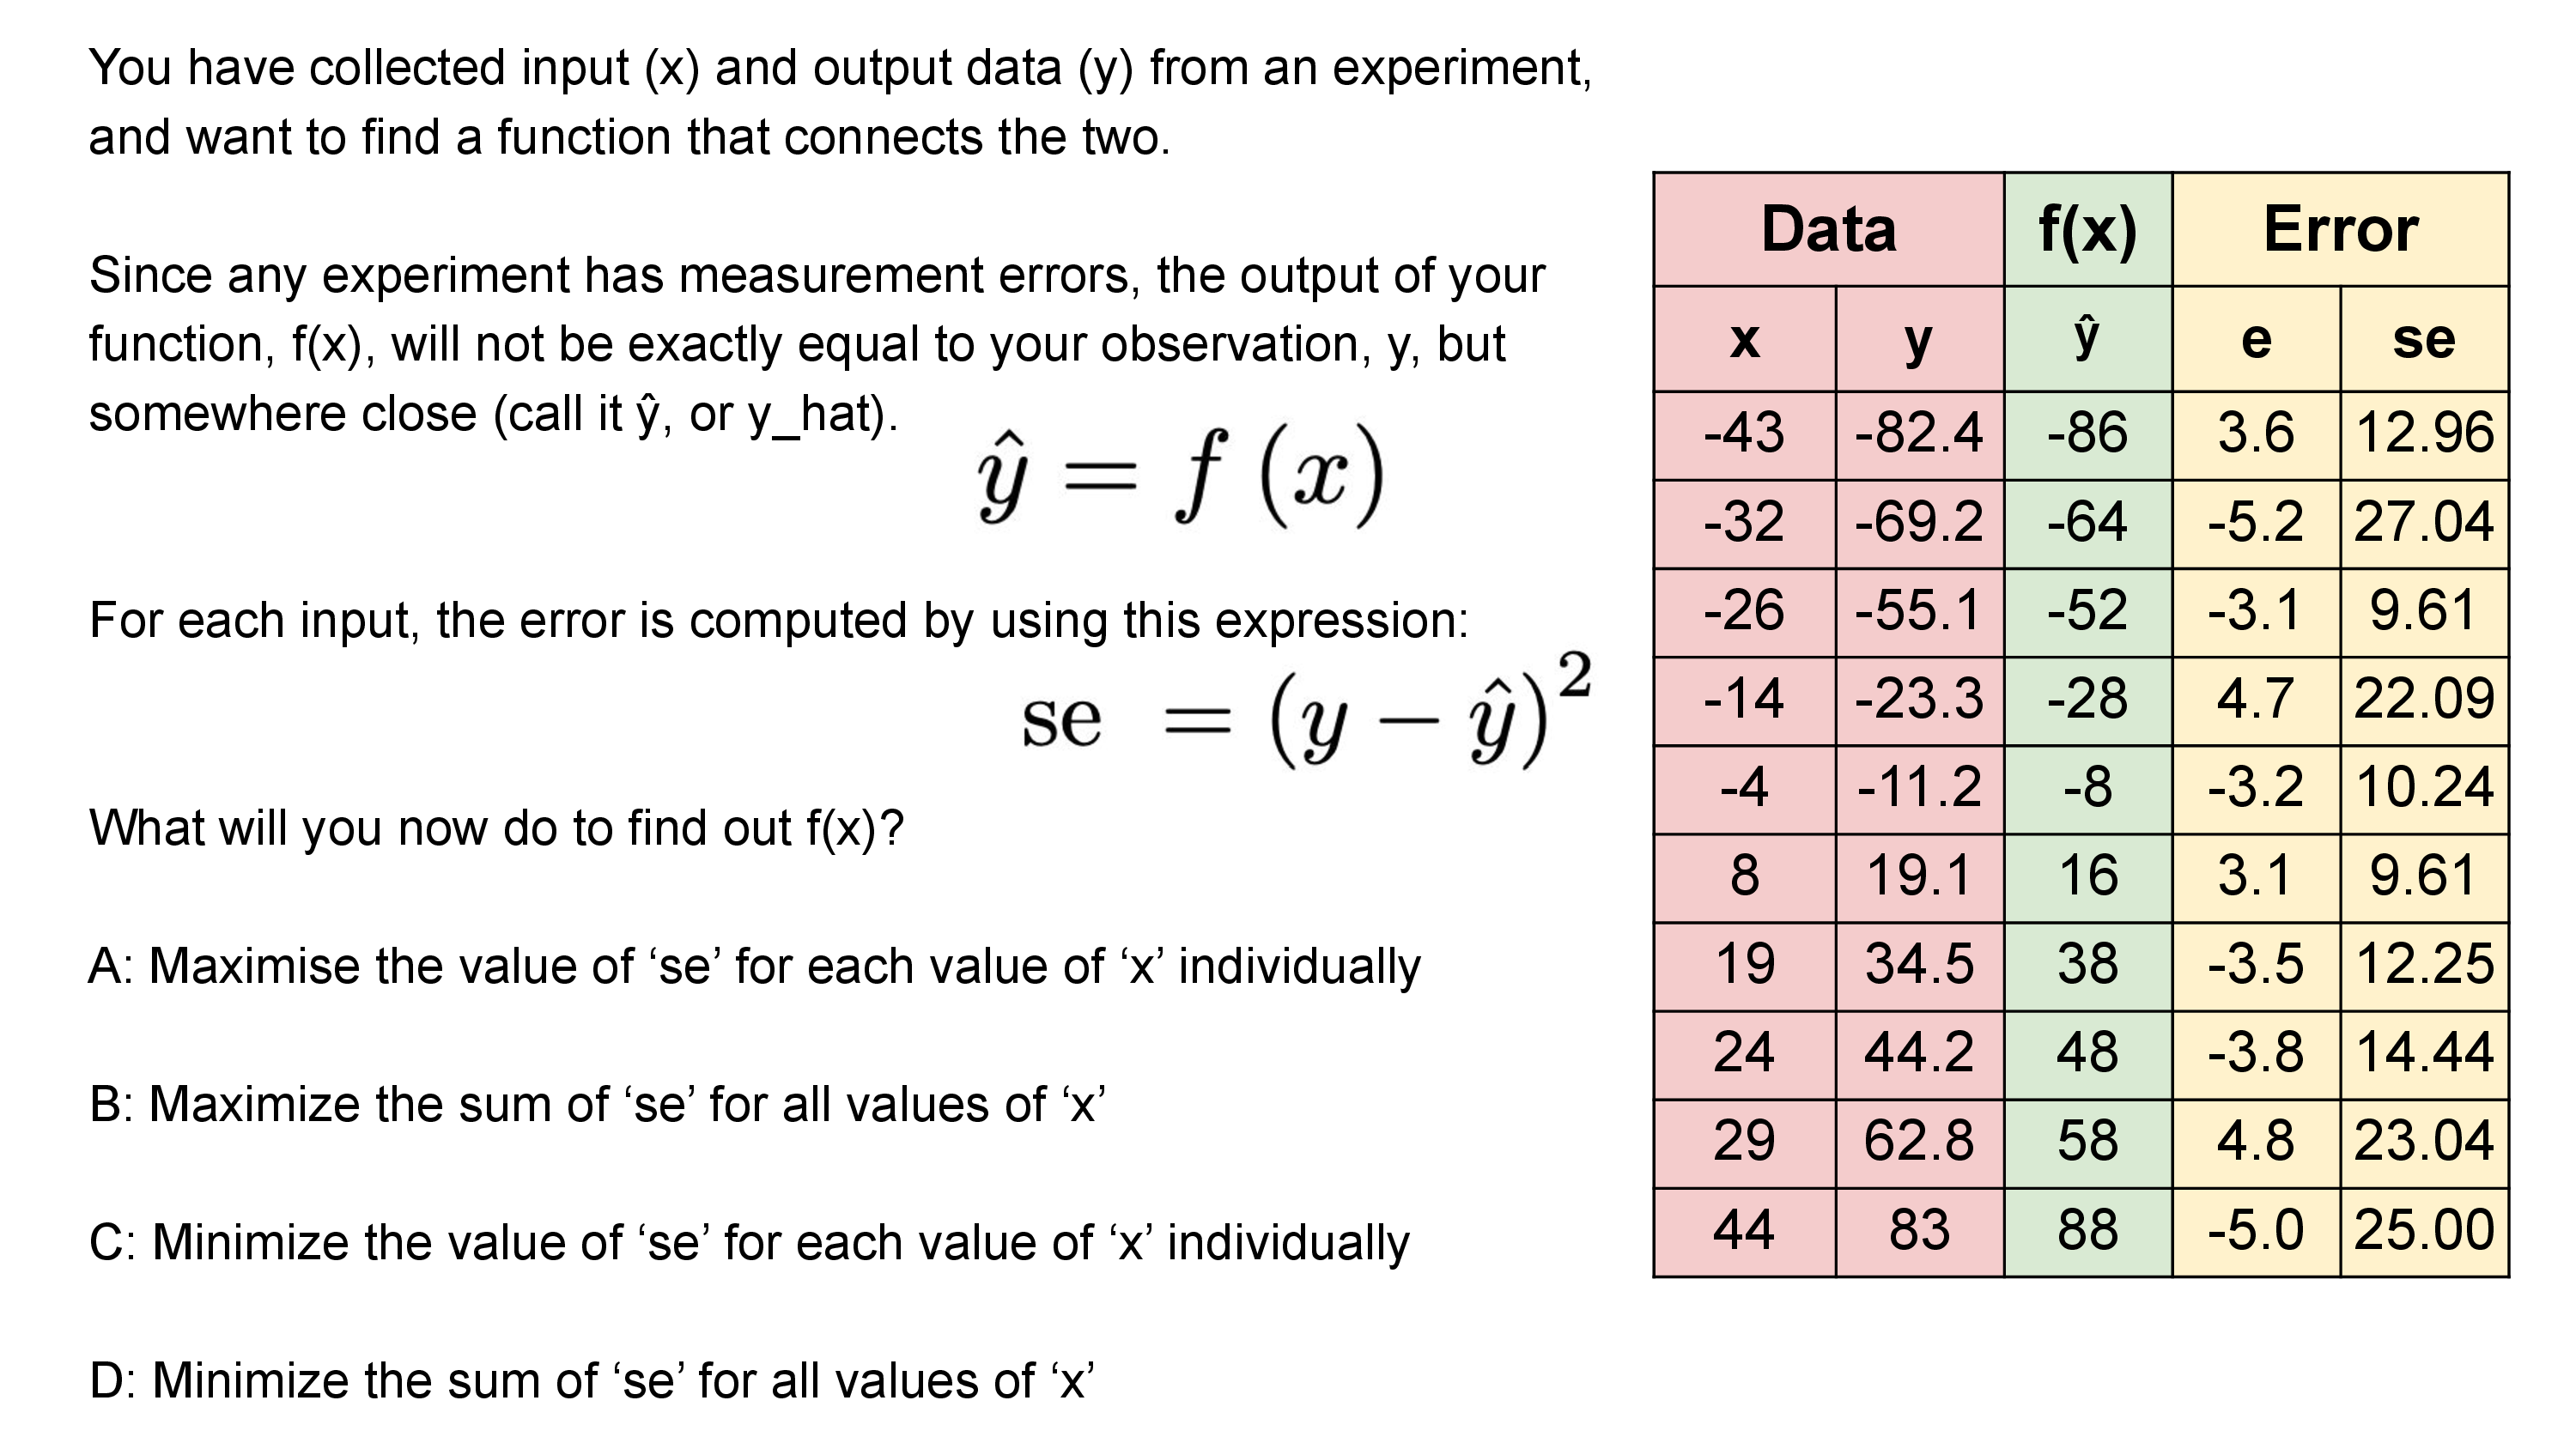 You have collected input (x) and output data (y) from an experiment,
and want to find a function that connects the two.
Since any experiment has measurement errors, the output of your
function, f(x), will not be exactly equal to your observation, y, but
somewhere close (call it ŷ, or y_hat).
ŷ = f (x)
For each input, the error is computed by using this expression:
se = (y − ŷ)²
What will you now do to find out f(x)?
A: Maximise the value of ‘se’ for each value of ‘x’ individually
B: Maximize the sum of ‘se’ for all values of ‘x’
C: Minimize the value of ‘se’ for each value of ‘x’ individually
D: Minimize the sum of ‘se’ for all values of ‘x’
Data f(x) Error
x y ŷ e se
-43 -82.4 -86 3.6 12.96
-32 -69.2 -64 -5.2 27.04
-26 -55.1 -52 -3.1 9.61
-14 -23.3 -28 4.7 22.09
-4 -11.2 -8 -3.2 10.24
8 19.1 16 3.1 9.61
19 34.5 38 -3.5 12.25
24 44.2 48 -3.8 14.44
29 62.8 58 4.8 23.04
44 83 88 -5.0 25.00